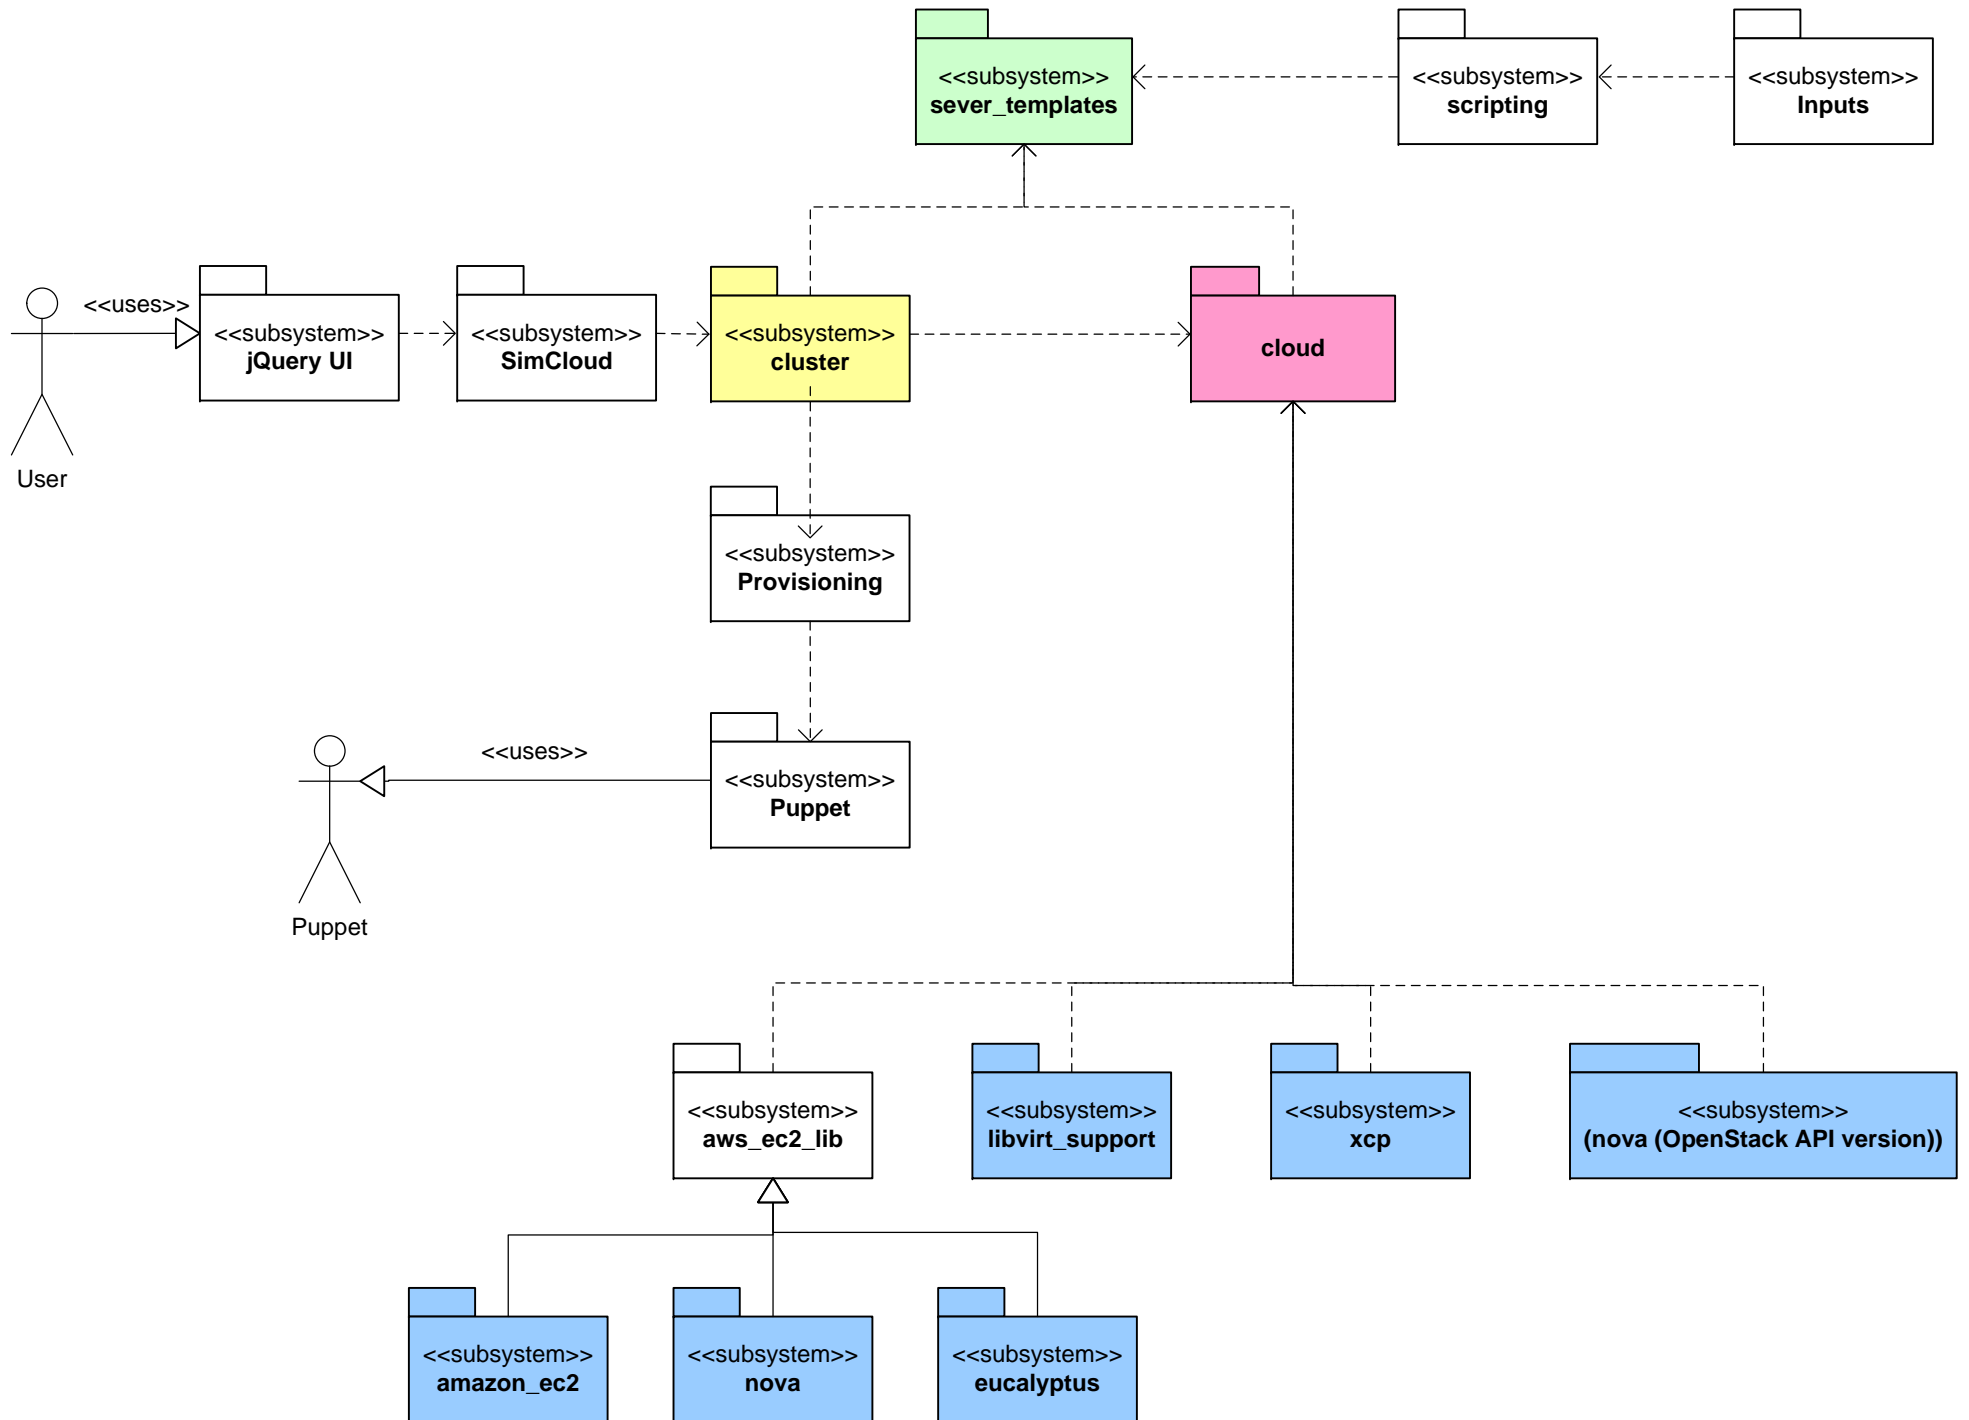 <<subsystem>>
sever_templates
<<subsystem>>
scripting
<<subsystem>>
Inputs
<<uses>>
<<subsystem>>
jQuery UI
<<subsystem>>
SimCloud
<<subsystem>>
cluster
cloud
User
<<subsystem>>
Provisioning
<<uses>>
<<subsystem>>
Puppet
Puppet
<<subsystem>>
aws_ec2_lib
<<subsystem>>
libvirt_support
<<subsystem>>
xcp
<<subsystem>>
(nova (OpenStack API version))
<<subsystem>>
amazon_ec2
<<subsystem>>
nova
<<subsystem>>
eucalyptus